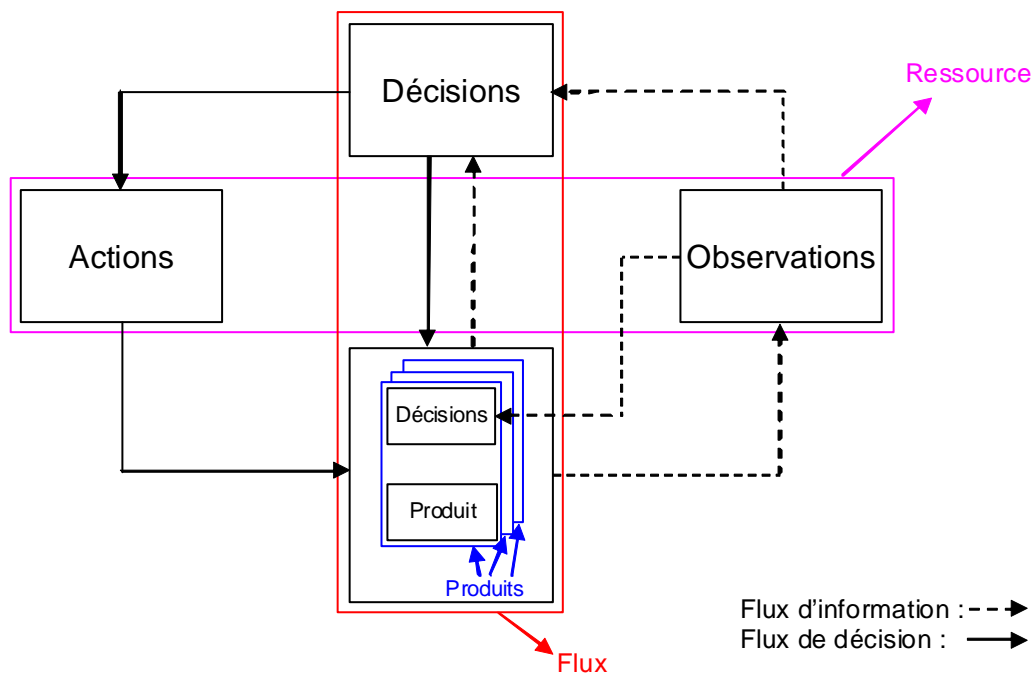 Décisions
Ressource
Actions
Observations
Décisions
Produit
Produits
Flux d'information :
Flux de décision :
Flux